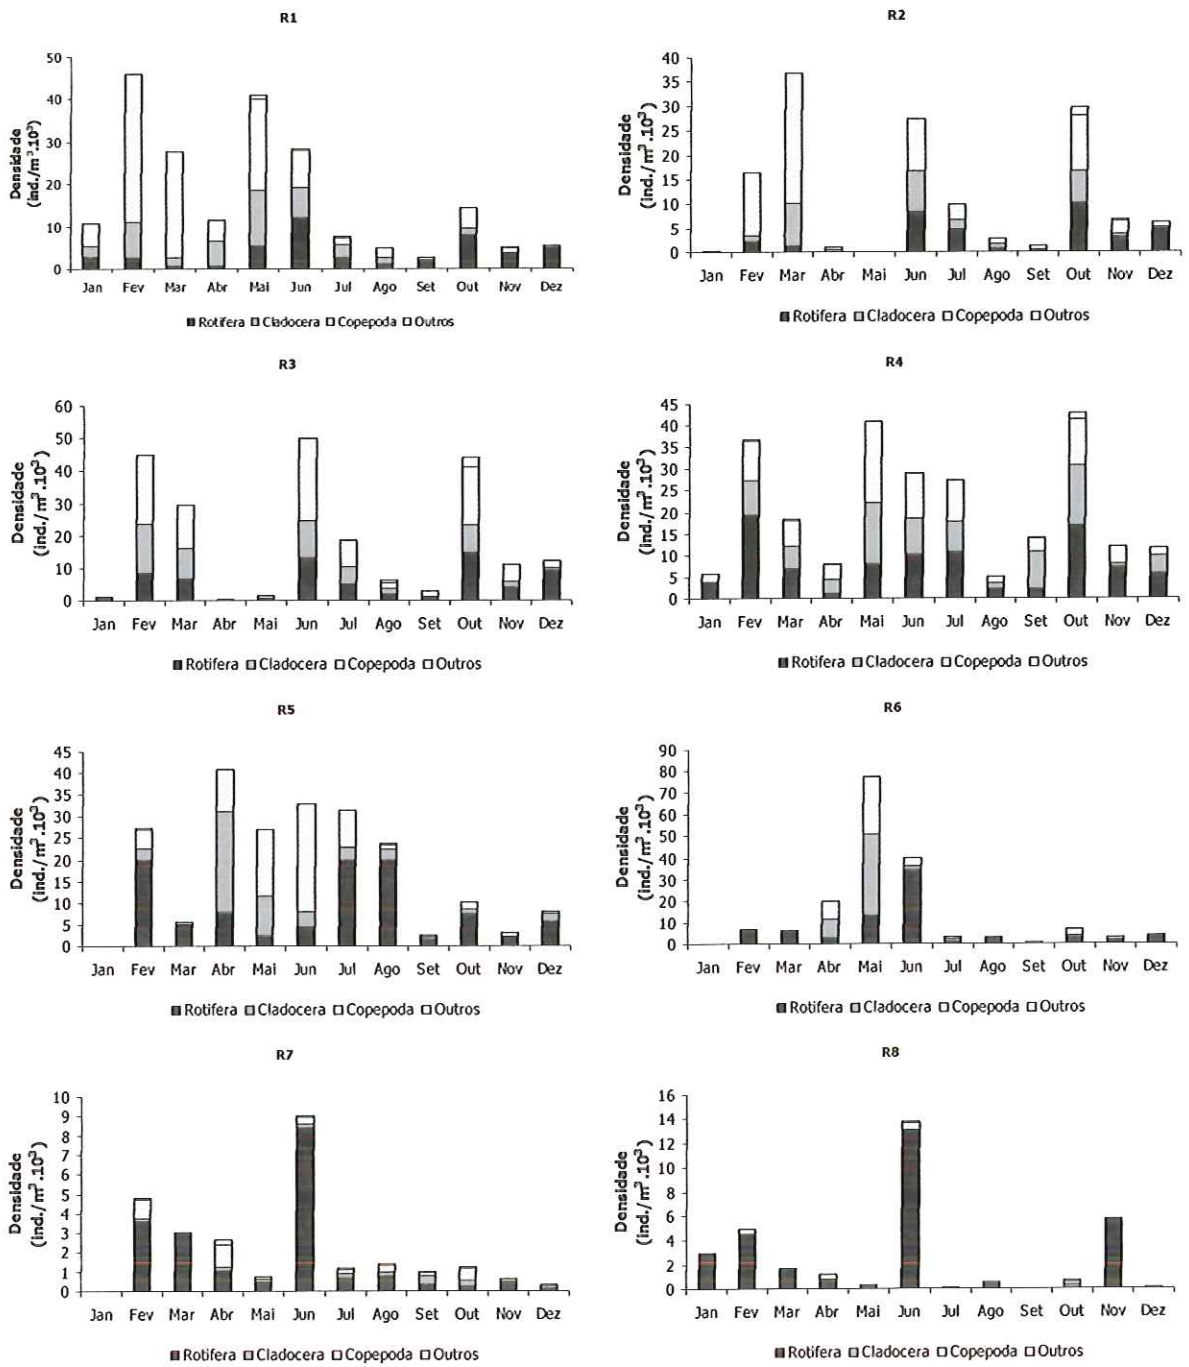 R1
Densidade
(ind./m³.10³)
50
40
30
20
10
0
Jan Fev Mar Abr Mai Jun Jul Ago Set Out Nov Dez
Rotifera Cladocera Copepoda Outros
R2
Densidade
(ind./m³.10³)
40
35
30
25
20
15
10
5
0
Jan Fev Mar Abr Mai Jun Jul Ago Set Out Nov Dez
Rotifera Cladocera Copepoda Outros
R3
Densidade
(ind./m³.10³)
60
50
40
30
20
10
0
Jan Fev Mar Abr Mai Jun Jul Ago Set Out Nov Dez
Rotifera Cladocera Copepoda Outros
R4
Densidade
(ind./m³.10³)
45
40
35
30
25
20
15
10
5
0
Jan Fev Mar Abr Mai Jun Jul Ago Set Out Nov Dez
Rotifera Cladocera Copepoda Outros
R5
Densidade
(ind./m³.10³)
45
40
35
30
25
20
15
10
5
0
Jan Fev Mar Abr Mai Jun Jul Ago Set Out Nov Dez
Rotifera Cladocera Copepoda Outros
R6
Densidade
(ind./m³.10³)
90
80
70
60
50
40
30
20
10
0
Jan Fev Mar Abr Mai Jun Jul Ago Set Out Nov Dez
Rotifera Cladocera Copepoda Outros
R7
Densidade
(ind./m³.10³)
10
9
8
7
6
5
4
3
2
1
0
Jan Fev Mar Abr Mai Jun Jul Ago Set Out Nov Dez
Rotifera Cladocera Copepoda Outros
R8
Densidade
(ind./m³.10³)
16
14
12
10
8
6
4
2
0
Jan Fev Mar Abr Mai Jun Jul Ago Set Out Nov Dez
Rotifera Cladocera Copepoda Outros